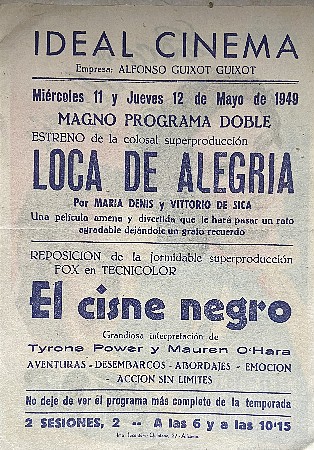 IDEAL CINEMA
Empresa: ALFONSO GUIXOT GUIXOT
Miércoles 11 y Jueves 12 de Mayo de 1949
MAGNO PROGRAMA DOBLE
ESTRENO de la colosal superproducción
LOCA DE ALEGRIA
Por MARIA DENIS y VITTORIO DE SICA
Una película amena y divertida que le hará pasar un rato
agradable dejándole un grato recuerdo
REPOSICION de la formidable superproducción
FOX en TECNICOLOR
El cisne negro
Grandiosa interpretación de
Tyrone Power y Mauren O'Hara
AVENTURAS - DESEMBARCOS - ABORDAJES - EMOCION
- ACCION SIN LIMITES -
No deje de ver él programa más completo de la temporada
2 SESIONES, 2 -- A las 6 y a las 10'15